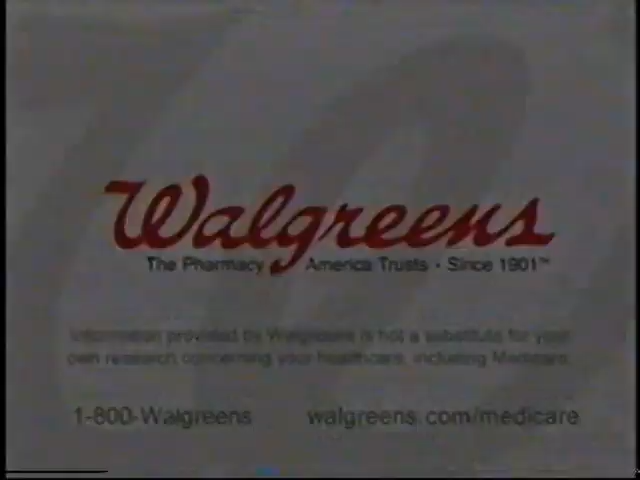 Walgreens
The Pharmacy America Trusts • Since 1901™
Information provided by Walgreens is not a substitute for your
own research concerning your healthcare, including Medicare.
1-800-Walgreens walgreens.com/medicare